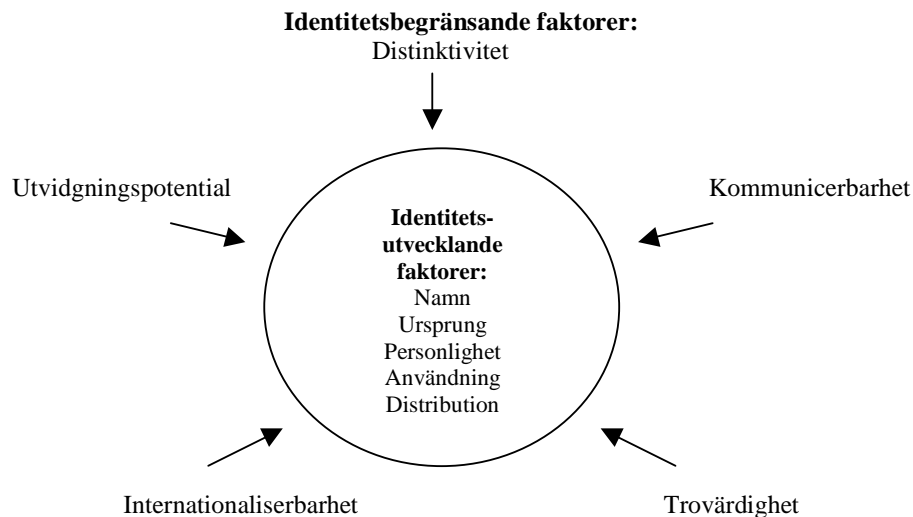 Identitetsbegränsande faktorer:
Distinktivitet
Utvidgningspotential
Kommunicerbarhet
Identitets-
utvecklande
faktorer:
Namn
Ursprung
Personlighet
Användning
Distribution
Internationaliserbarhet
Trovärdighet